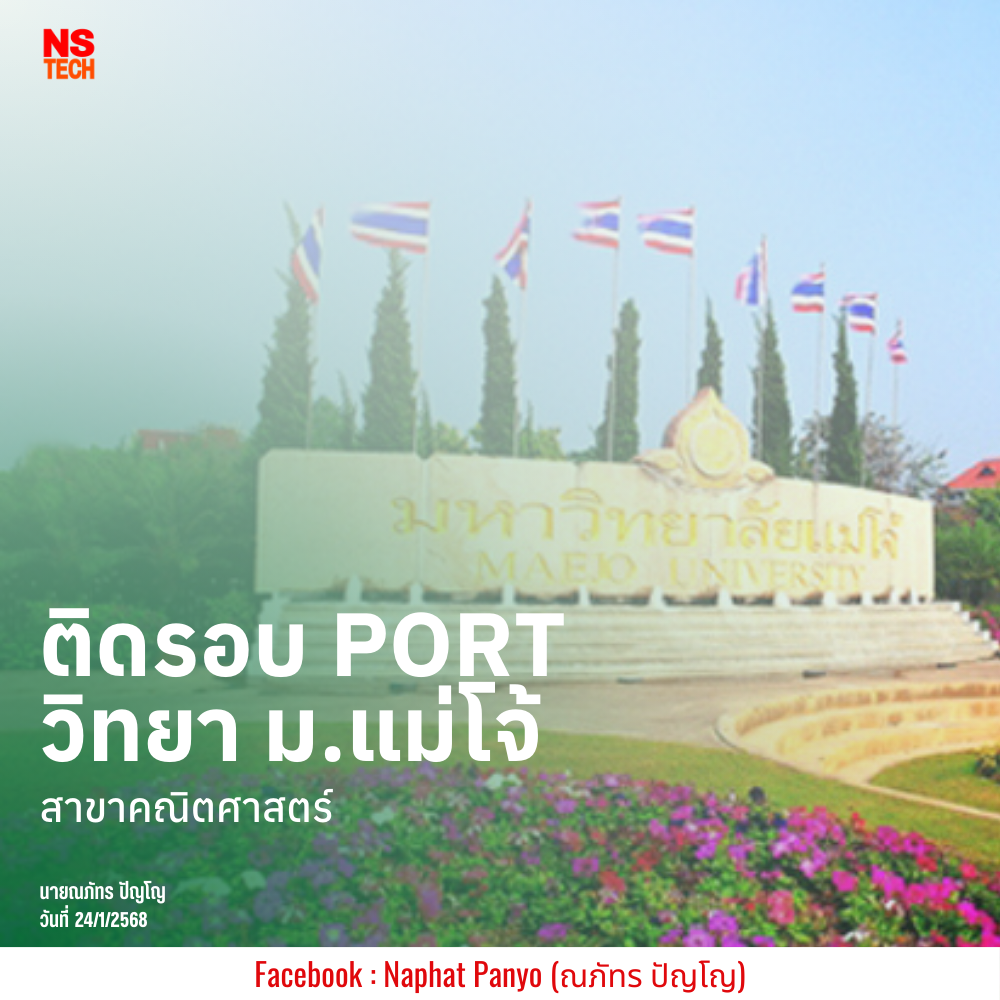 NS
TECH
มหาวิทยาลัยแม่โจ้
MAEJO UNIVERSITY
ติดรอบ PORT
วิทยา ม.แม่โจ้
สาขาคณิตศาสตร์
นายณภัทร ปัญโญ
วันที่ 24/1/2568
Facebook : Naphat Panyo (ณภัทร ปัญโญ)